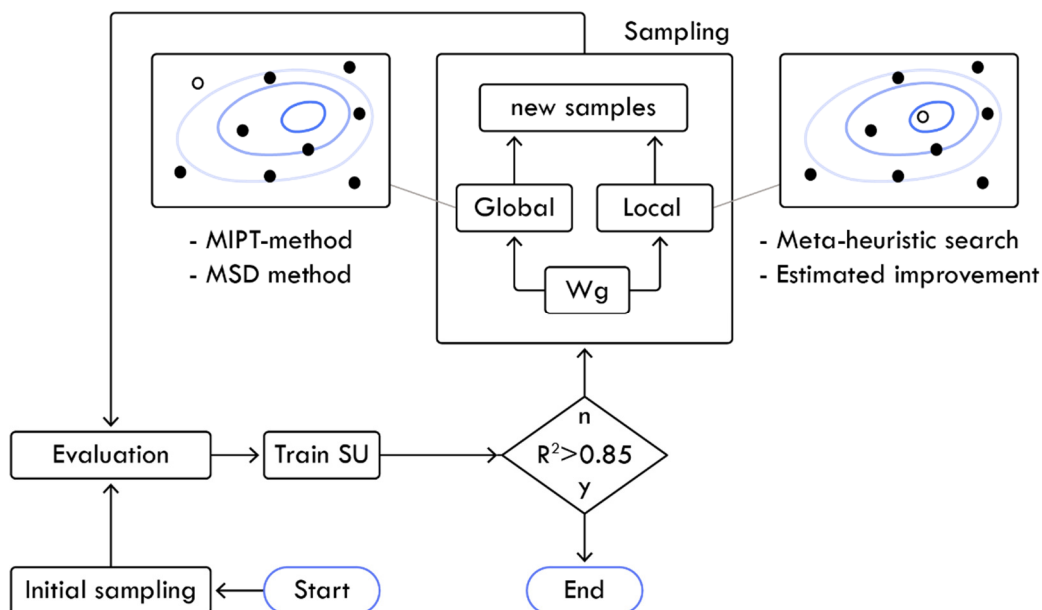 Sampling
new samples
Global
Local
Wg
- MIPT-method
- MSD method
- Meta-heuristic search
- Estimated improvement
n
R²>0.85
y
Evaluation
Train SU
Initial sampling
Start
End